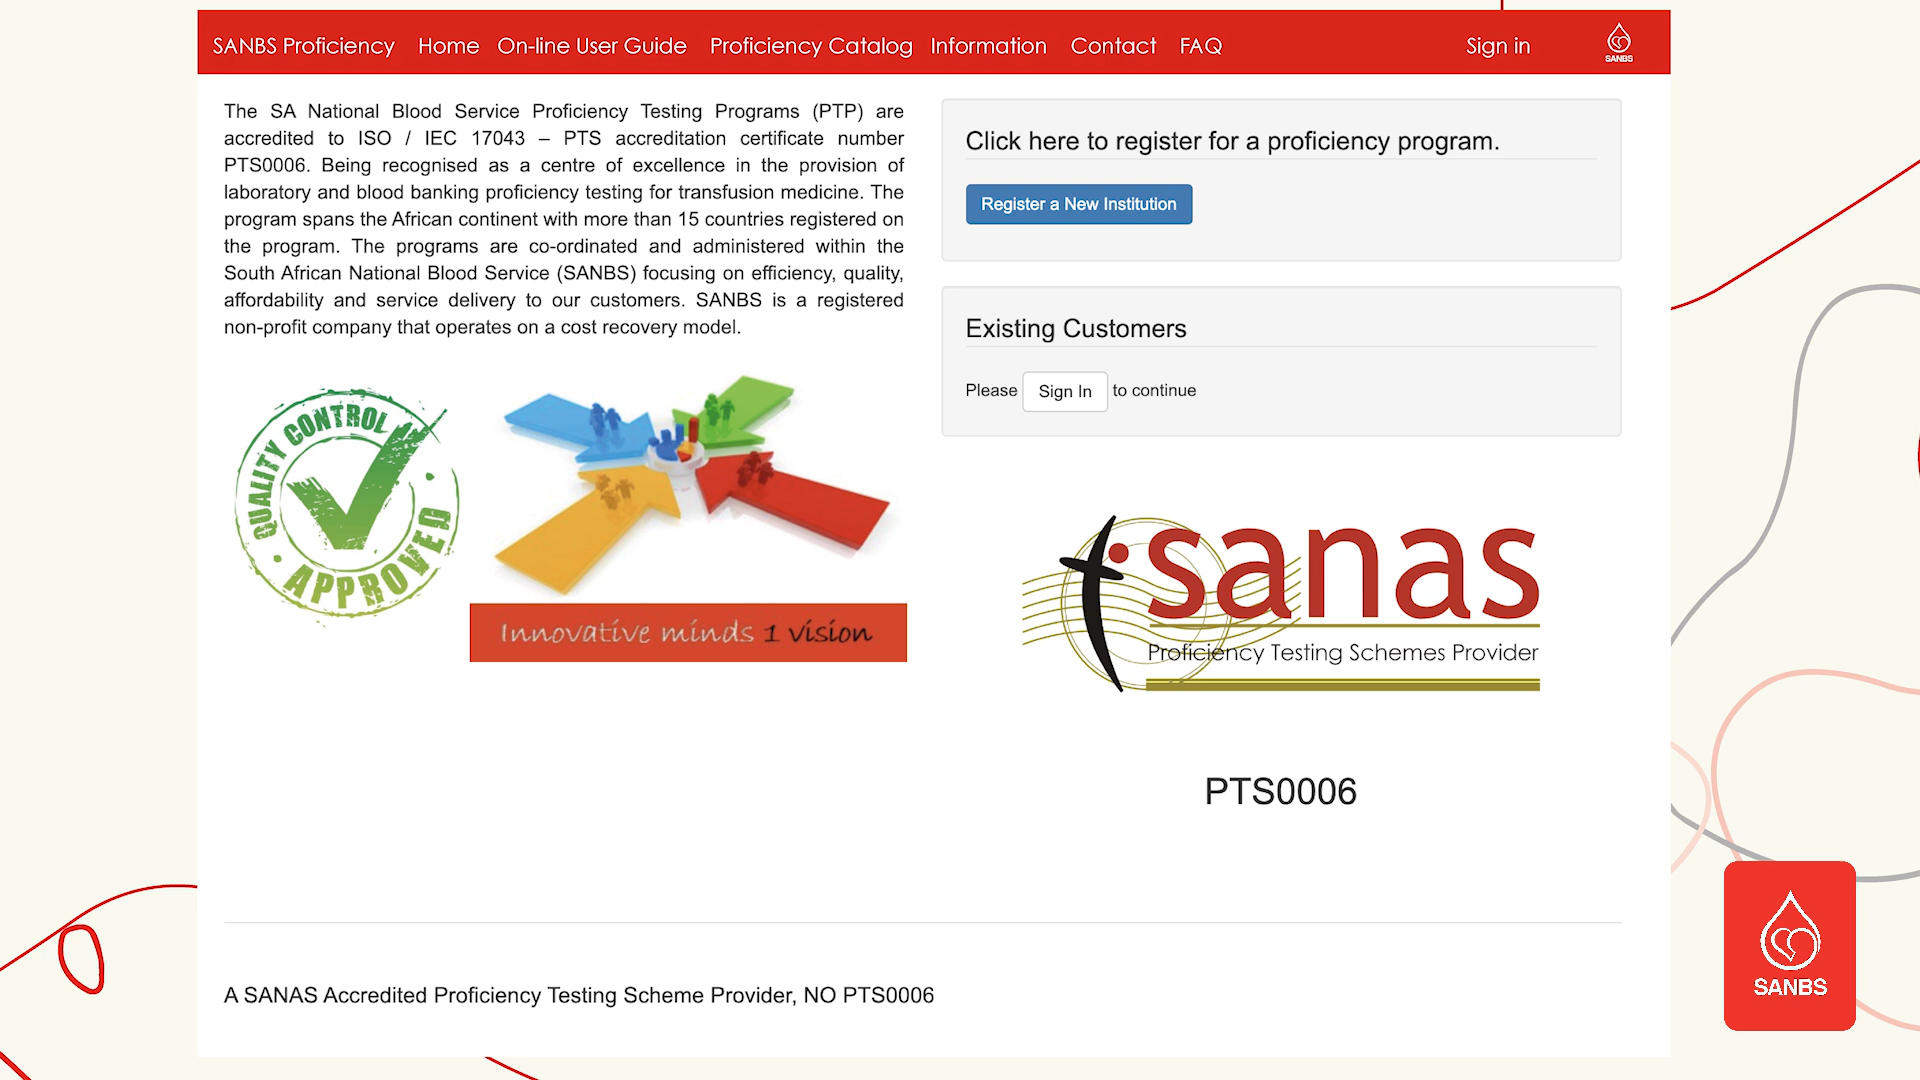 SANBS Proficiency Home On-line User Guide Proficiency Catalog Information Contact FAQ Sign in
SANBS
The SA National Blood Service Proficiency Testing Programs (PTP) are
accredited to ISO / IEC 17043 – PTS accreditation certificate number
PTS0006. Being recognised as a centre of excellence in the provision of
laboratory and blood banking proficiency testing for transfusion medicine. The
program spans the African continent with more than 15 countries registered on
the program. The programs are co-ordinated and administered within the
South African National Blood Service (SANBS) focusing on efficiency, quality,
affordability and service delivery to our customers. SANBS is a registered
non-profit company that operates on a cost recovery model.
QUALITY CONTROL
APPROVED
Innovative minds 1 vision
Click here to register for a proficiency program.
Register a New Institution
Existing Customers
Please Sign In to continue
sanas
Proficiency Testing Schemes Provider
PTS0006
A SANAS Accredited Proficiency Testing Scheme Provider, NO PTS0006
SANBS